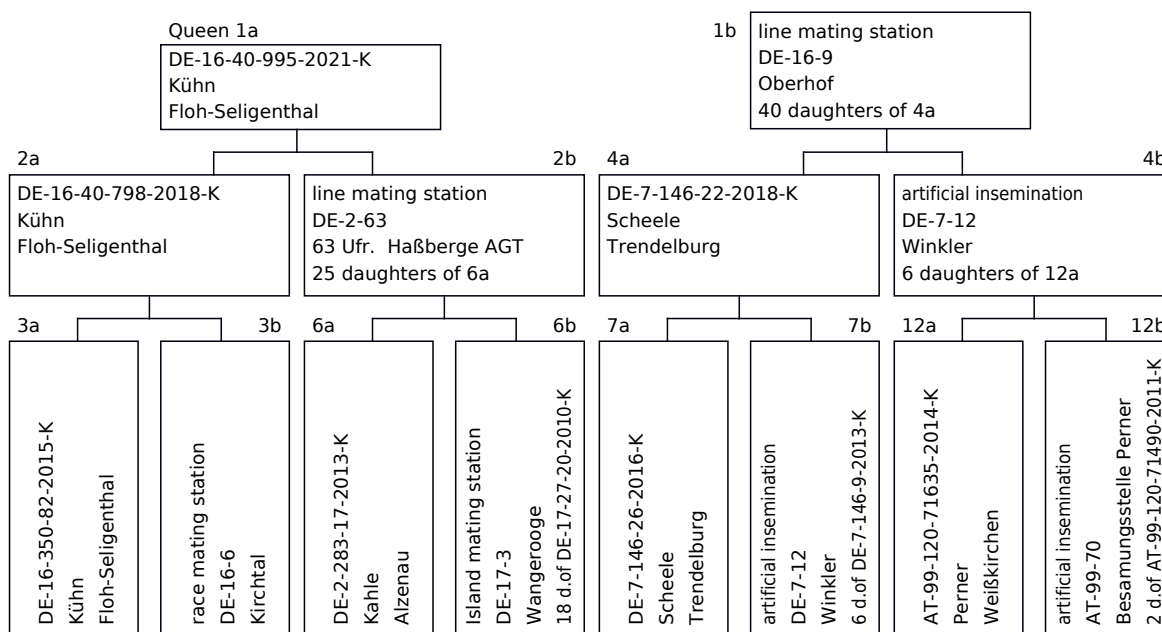 Queen 1a
DE-16-40-995-2021-K
Kühn
Floh-Seligenthal
1b
line mating station
DE-16-9
Oberhof
40 daughters of 4a
2a
DE-16-40-798-2018-K
Kühn
Floh-Seligenthal
2b
line mating station
DE-2-63
63 Ufr.  Haßberge AGT
25 daughters of 6a
4a
DE-7-146-22-2018-K
Scheele
Trendelburg
4b
artificial insemination
DE-7-12
Winkler
6 daughters of 12a
3a
DE-16-350-82-2015-K
Kühn
Floh-Seligenthal
3b
race mating station
DE-16-6
Kirchtal
6a
DE-2-283-17-2013-K
Kahle
Alzenau
6b
Island mating station
DE-17-3
Wangerooge
18 d.of DE-17-27-20-2010-K
7a
DE-7-146-26-2016-K
Scheele
Trendelburg
7b
artificial insemination
DE-7-12
Winkler
6 d.of DE-7-146-9-2013-K
12a
AT-99-120-71635-2014-K
Perner
Weißkirchen
12b
artificial insemination
AT-99-70
Besamungsstelle Perner
2 d.of AT-99-120-71490-2011-K